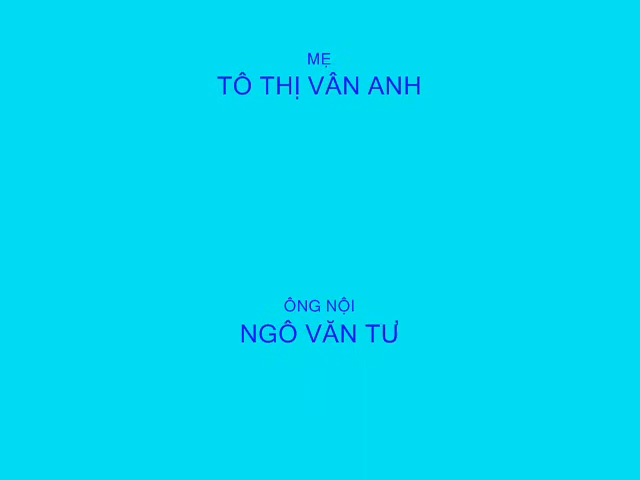 MẸ
TÔ THỊ VÂN ANH
ÔNG NỘI
NGÔ VĂN TƯ